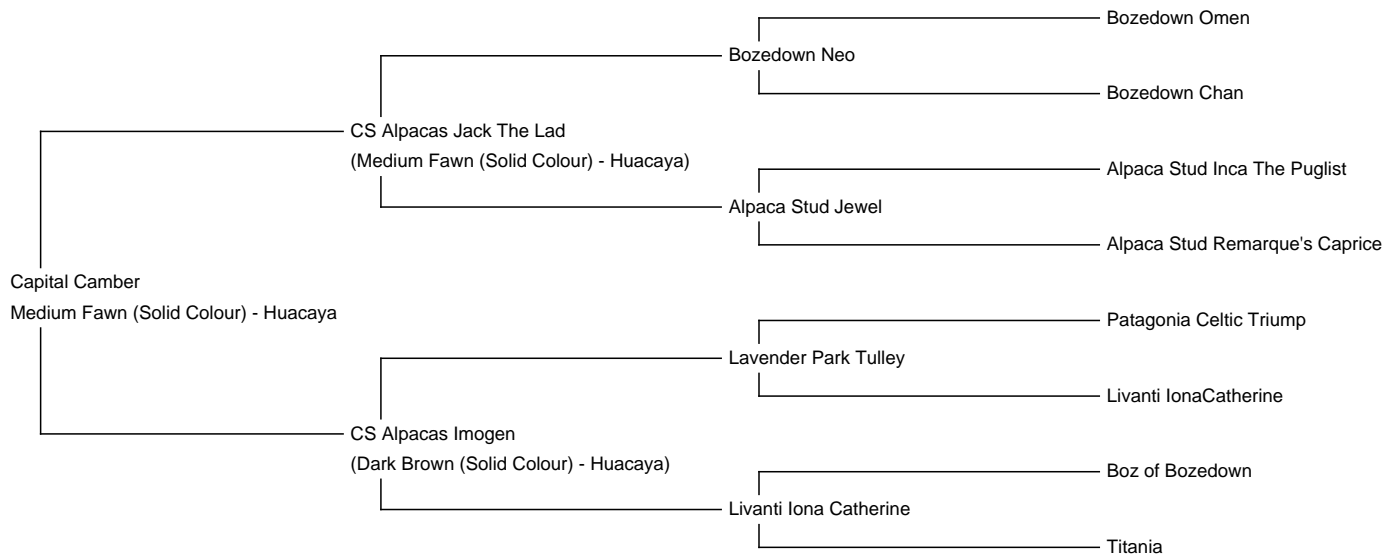 Bozedown Omen
Bozedown Neo
Bozedown Chan
CS Alpacas Jack The Lad
(Medium Fawn (Solid Colour) - Huacaya)
Alpaca Stud Inca The Puglist
Alpaca Stud Jewel
Alpaca Stud Remarque's Caprice
Capital Camber
Medium Fawn (Solid Colour) - Huacaya
Patagonia Celtic Triump
Lavender Park Tulley
Livanti IonaCatherine
CS Alpacas Imogen
(Dark Brown (Solid Colour) - Huacaya)
Boz of Bozedown
Livanti Iona Catherine
Titania